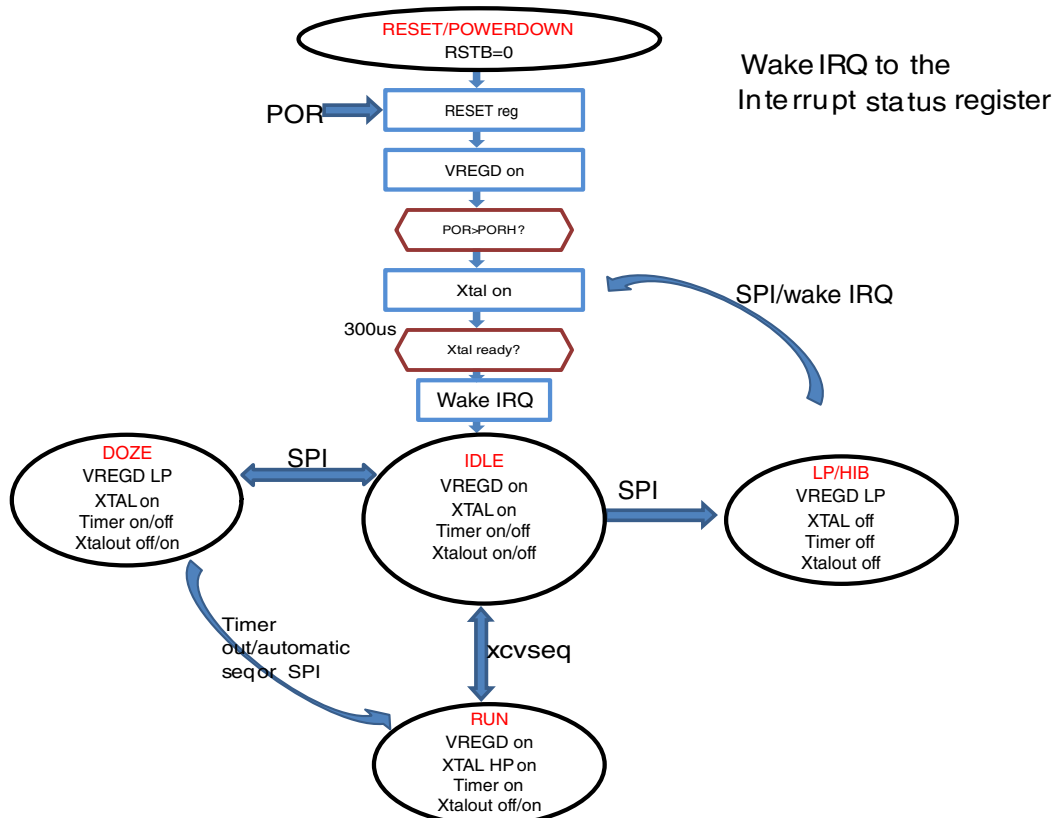 RESET/POWERDOWN
RSTB=0
Wake IRQ to the
Interrupt status register
POR
RESET reg
VREGD on
POR>PORH?
Xtal on
SPI/wake IRQ
300us
Xtal ready?
Wake IRQ
DOZE
VREGD LP
XTAL on
Timer on/off
Xtalout off/on
SPI
IDLE
VREGD on
XTAL on
Timer on/off
Xtalout on/off
SPI
LP/HIB
VREGD LP
XTAL off
Timer off
Xtalout off
Timer
out/automatic
seqor SPI
xcvseq
RUN
VREGD on
XTAL HP on
Timer on
Xtalout off/on